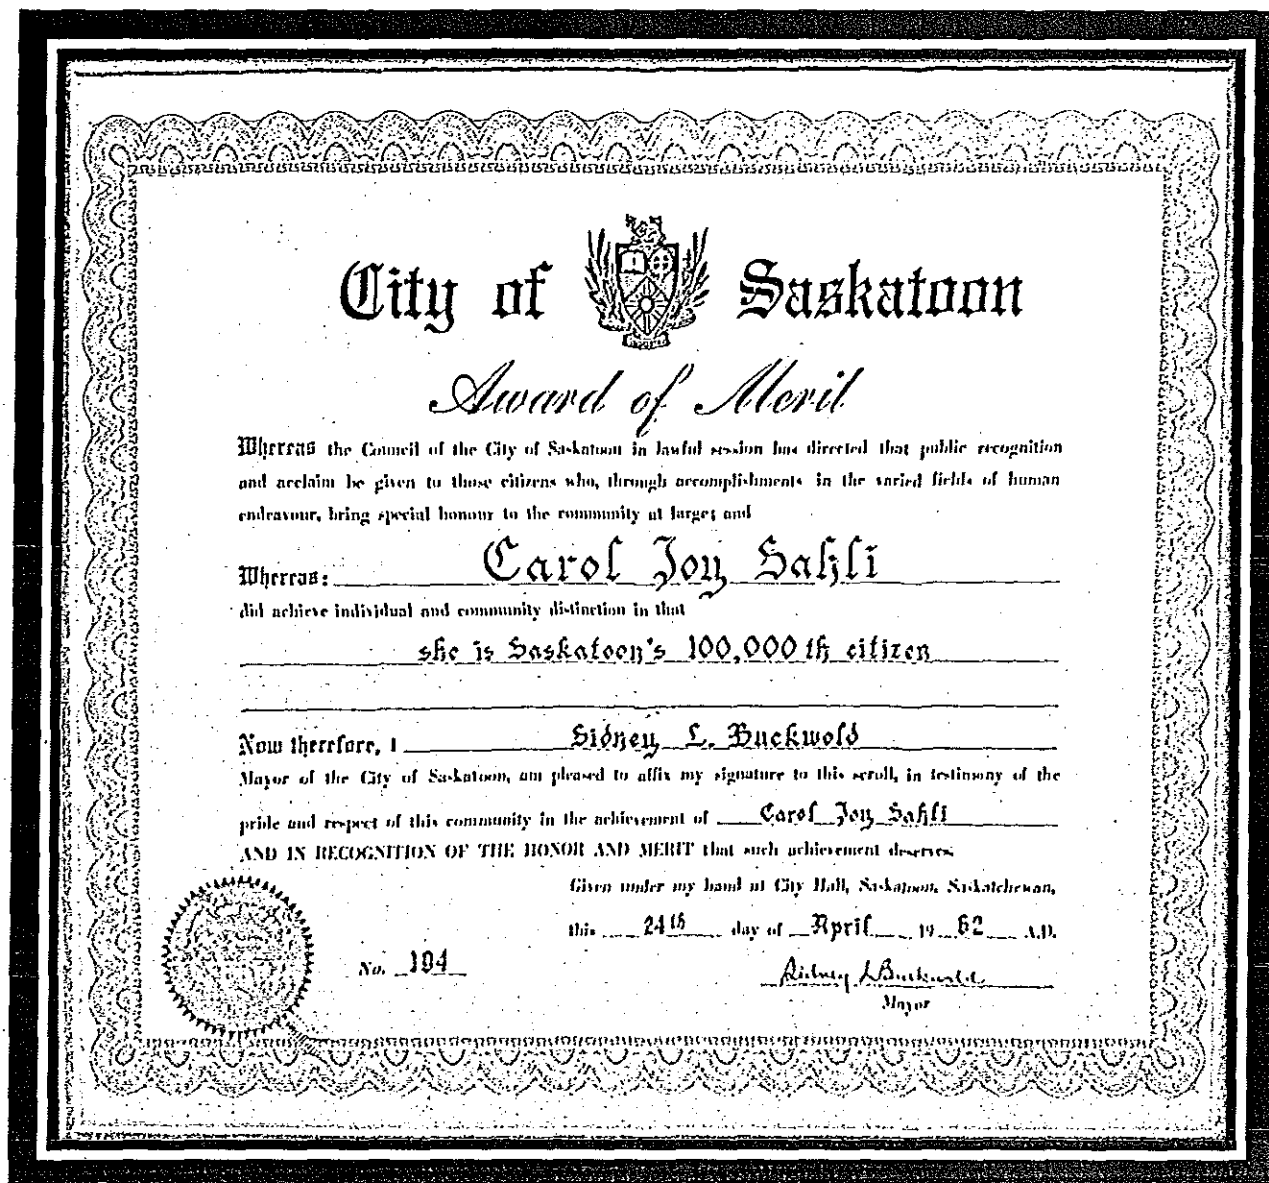 City of Saskatoon
Award of Merit
Whereas the Council of the City of Saskatoon in lawful session has directed that public recognition
and acclaim be given to those citizens who, through accomplishments in the varied fields of human
endeavour, bring special honour to the community at large; and
Whereas: Carol Joy Sahli
did achieve individual and community distinction in that
she is Saskatoon's 100,000 th citizen
Now therefore, I Sidney L. Buckwold
Mayor of the City of Saskatoon, am pleased to affix my signature to this scroll, in testimony of the
pride and respect of this community in the achievement of Carol Joy Sahli
AND IN RECOGNITION OF THE HONOR AND MERIT that such achievement deserves;
Given under my hand at City Hall, Saskatoon, Saskatchewan,
this 24th day of April 19 62 A.D.
No. 194
Sidney L Buckwold
Mayor